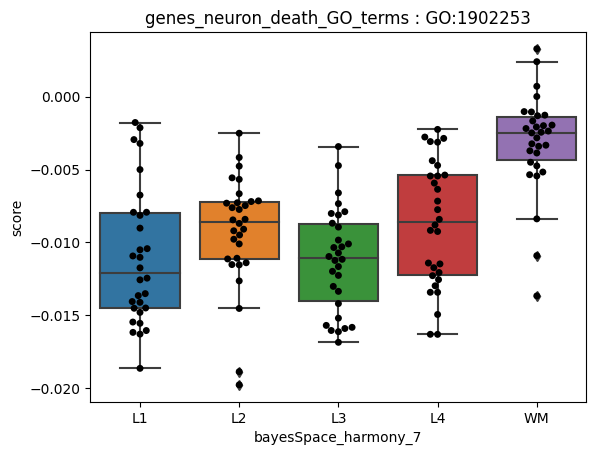 genes_neuron_death_GO_terms : GO:1902253
0.000
−0.005
−0.010
−0.015
−0.020
score
L1 L2 L3 L4 WM
bayesSpace_harmony_7